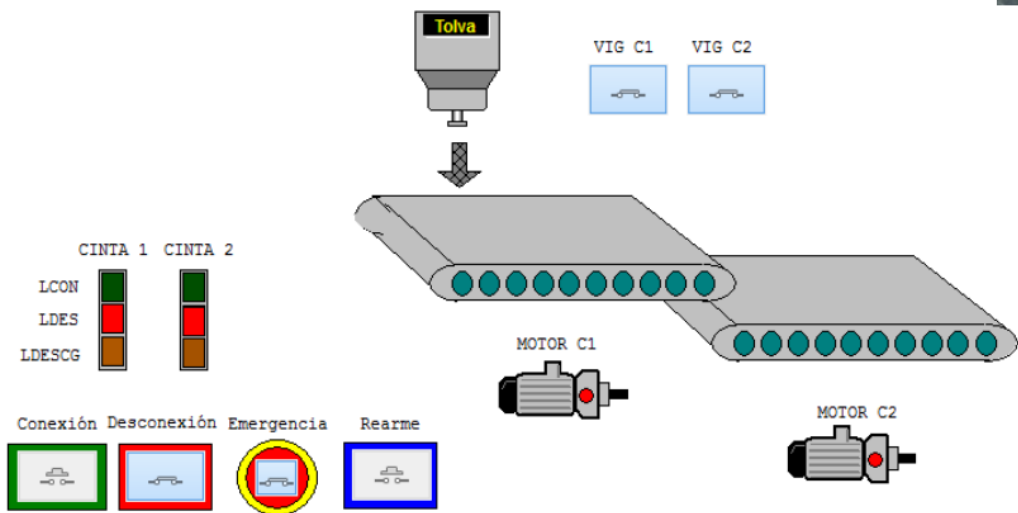 Tolva
VIG C1 VIG C2
CINTA 1 CINTA 2
LCON
LDES
LDESCG
MOTOR C1
MOTOR C2
Conexión Desconexión Emergencia Rearme